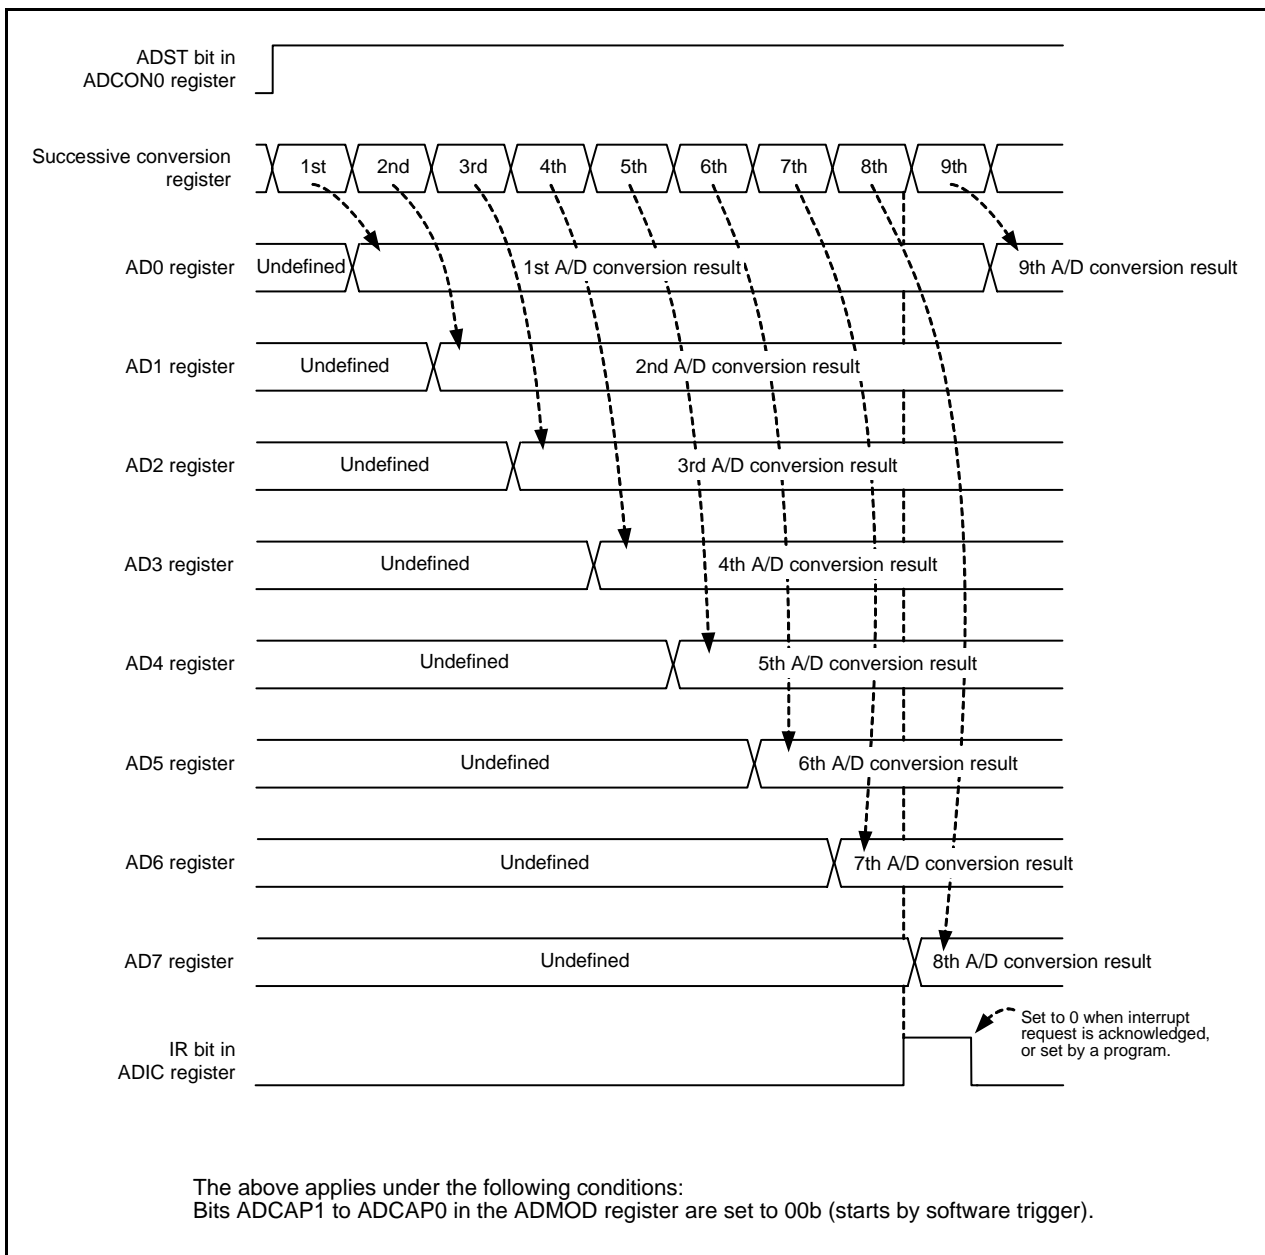 ADST bit in
ADCON0 register
Successive conversion
register
1st 2nd 3rd 4th 5th 6th 7th 8th 9th
AD0 register Undefined 1st A/D conversion result 9th A/D conversion result
AD1 register Undefined 2nd A/D conversion result
AD2 register Undefined 3rd A/D conversion result
AD3 register Undefined 4th A/D conversion result
AD4 register Undefined 5th A/D conversion result
AD5 register Undefined 6th A/D conversion result
AD6 register Undefined 7th A/D conversion result
AD7 register Undefined 8th A/D conversion result
IR bit in
ADIC register
Set to 0 when interrupt
request is acknowledged,
or set by a program.
The above applies under the following conditions:
Bits ADCAP1 to ADCAP0 in the ADMOD register are set to 00b (starts by software trigger).